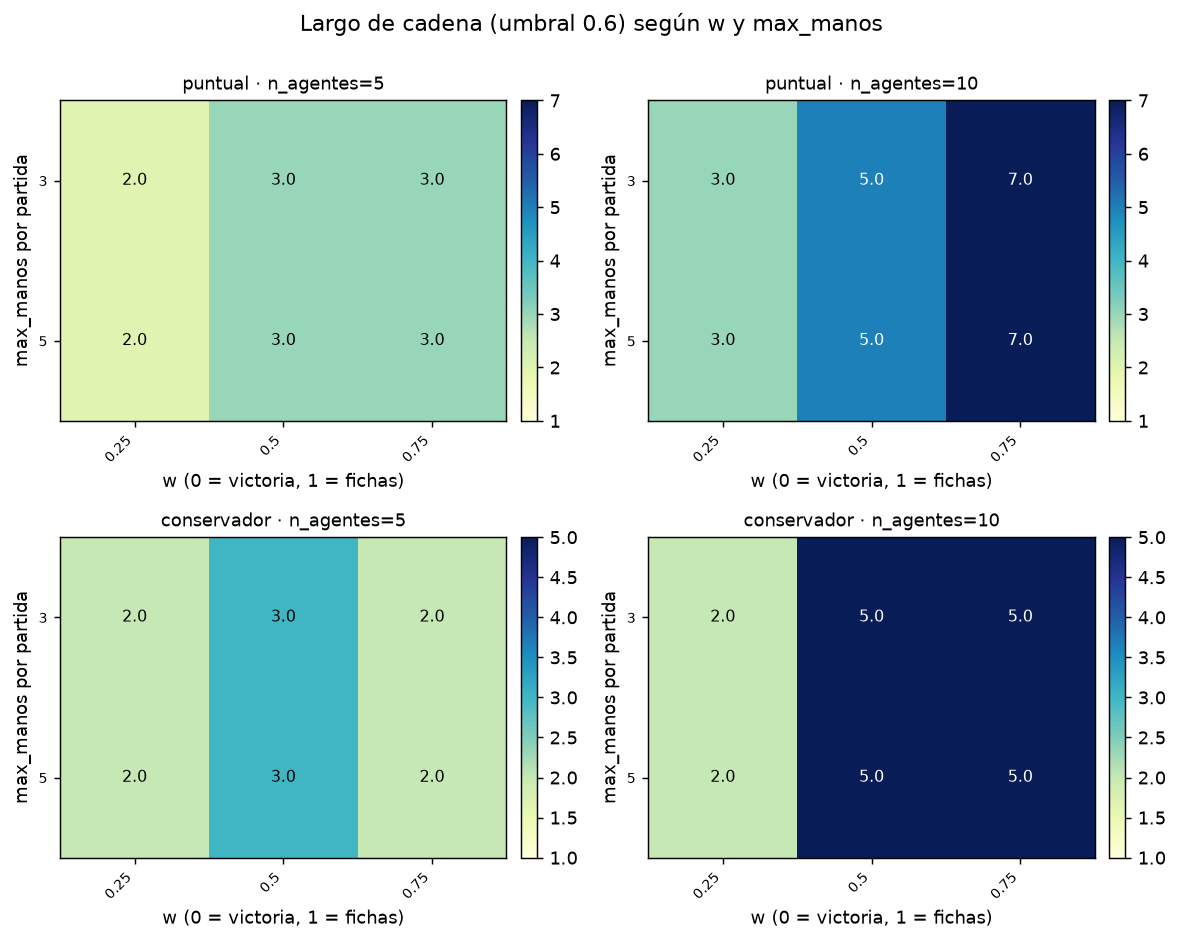 Largo de cadena (umbral 0.6) según w y max_manos
puntual · n_agentes=5
max_manos por partida
3
5
2.0 3.0 3.0
2.0 3.0 3.0
0.25 0.5 0.75
w (0 = victoria, 1 = fichas)
7
6
5
4
3
2
1
puntual · n_agentes=10
max_manos por partida
3
5
3.0 5.0 7.0
3.0 5.0 7.0
0.25 0.5 0.75
w (0 = victoria, 1 = fichas)
7
6
5
4
3
2
1
conservador · n_agentes=5
max_manos por partida
3
5
2.0 3.0 2.0
2.0 3.0 2.0
0.25 0.5 0.75
w (0 = victoria, 1 = fichas)
5.0
4.5
4.0
3.5
3.0
2.5
2.0
1.5
1.0
conservador · n_agentes=10
max_manos por partida
3
5
2.0 5.0 5.0
2.0 5.0 5.0
0.25 0.5 0.75
w (0 = victoria, 1 = fichas)
5.0
4.5
4.0
3.5
3.0
2.5
2.0
1.5
1.0